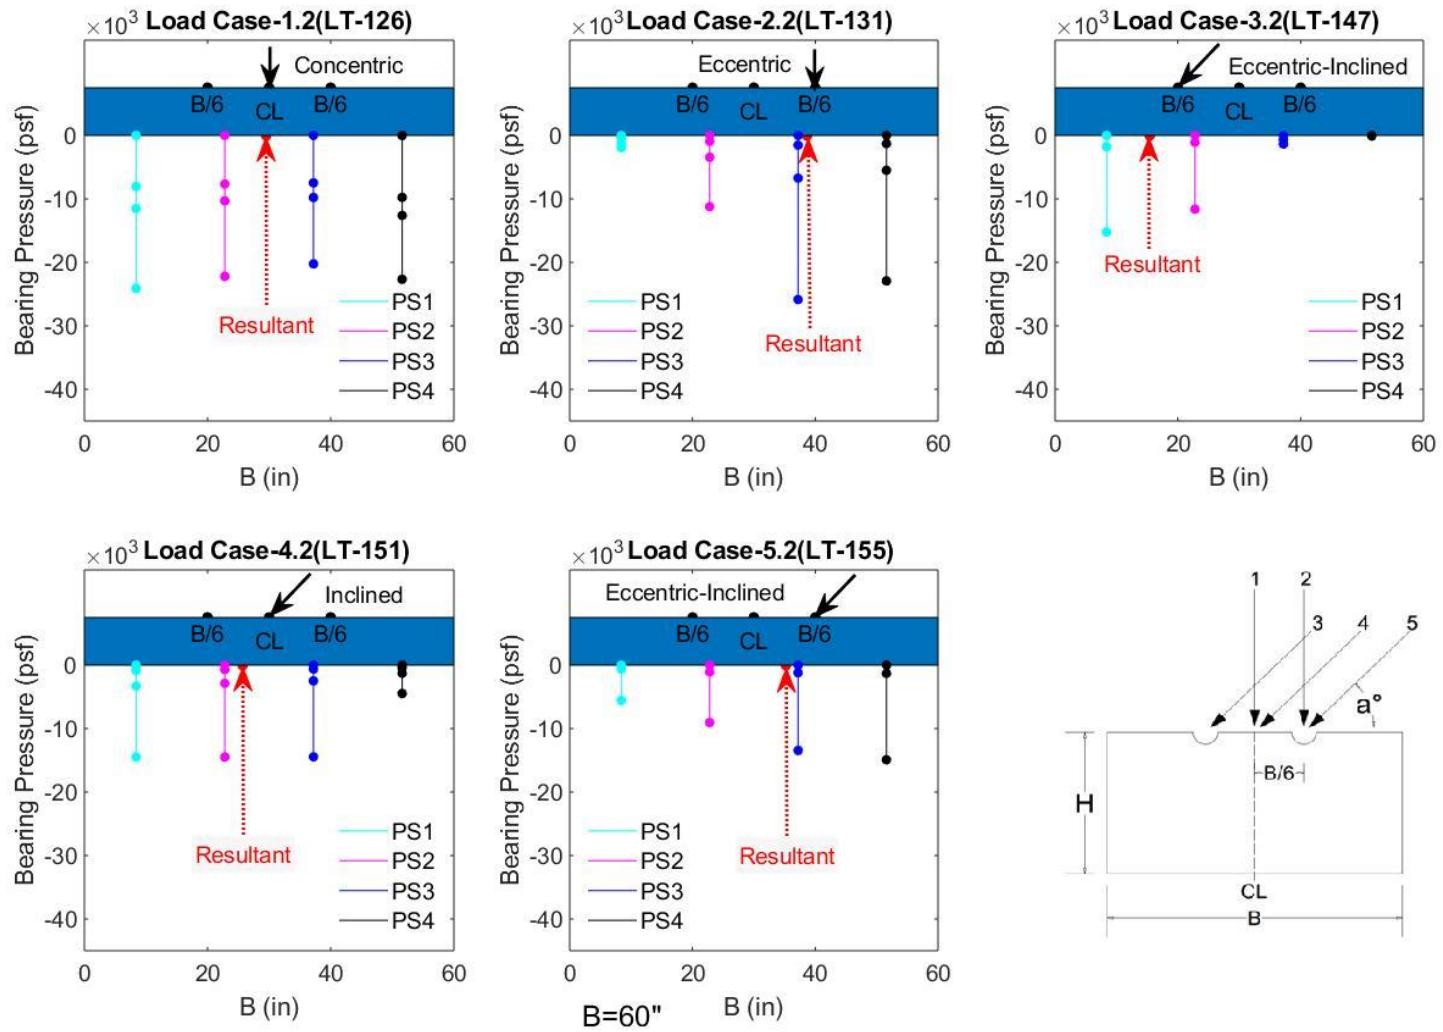 ×10³ Load Case-1.2(LT-126)
Concentric
B/6 CL B/6
0
-10
-20
-30
-40
Bearing Pressure (psf)
Resultant
PS1
PS2
PS3
PS4
0 20 40 60
B (in)
×10³ Load Case-2.2(LT-131)
Eccentric
B/6 CL B/6
0
-10
-20
-30
-40
Bearing Pressure (psf)
Resultant
PS1
PS2
PS3
PS4
0 20 40 60
B (in)
×10³ Load Case-3.2(LT-147)
Eccentric-Inclined
B/6 CL B/6
0
-10
-20
-30
-40
Bearing Pressure (psf)
Resultant
PS1
PS2
PS3
PS4
0 20 40 60
B (in)
×10³ Load Case-4.2(LT-151)
Inclined
B/6 CL B/6
0
-10
-20
-30
-40
Bearing Pressure (psf)
Resultant
PS1
PS2
PS3
PS4
0 20 40 60
B (in)
×10³ Load Case-5.2(LT-155)
Eccentric-Inclined
B/6 CL B/6
0
-10
-20
-30
-40
Bearing Pressure (psf)
Resultant
PS1
PS2
PS3
PS4
0 20 40 60
B (in)
B=60"
1 2
3 4 5
a°
B/6
H
CL
B